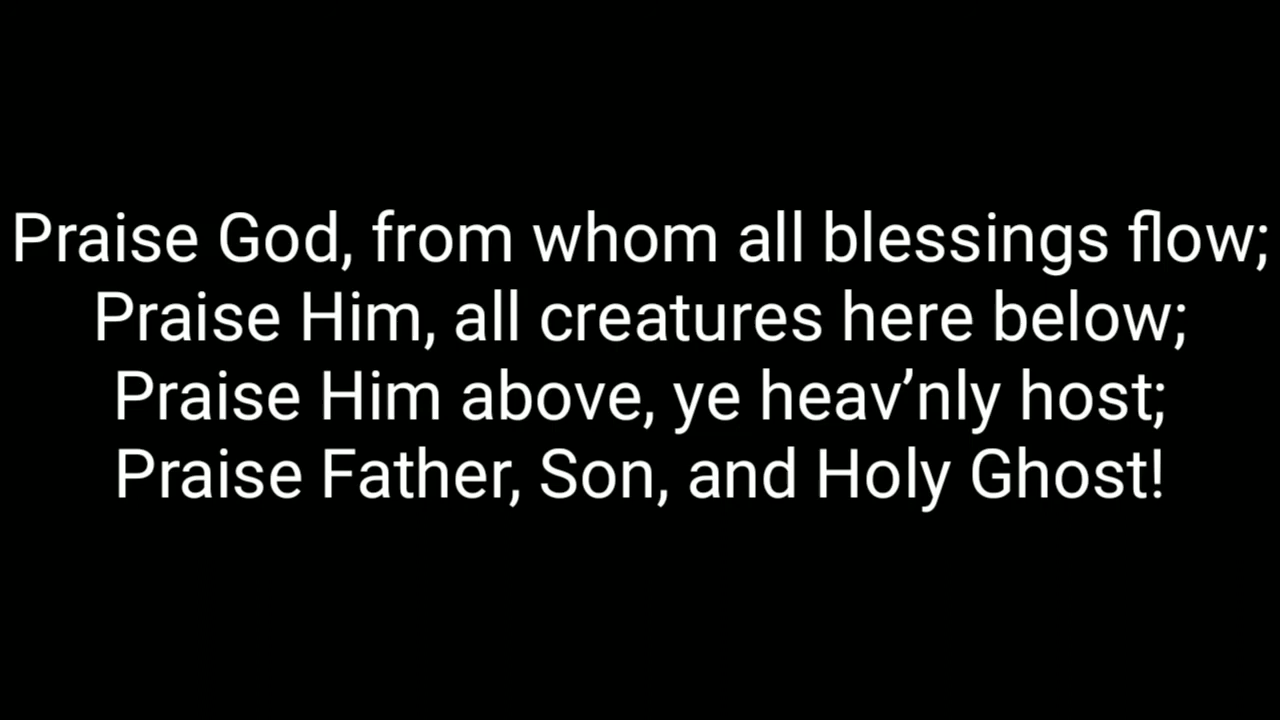 Praise God, from whom all blessings flow;
Praise Him, all creatures here below;
Praise Him above, ye heav’nly host;
Praise Father, Son, and Holy Ghost!